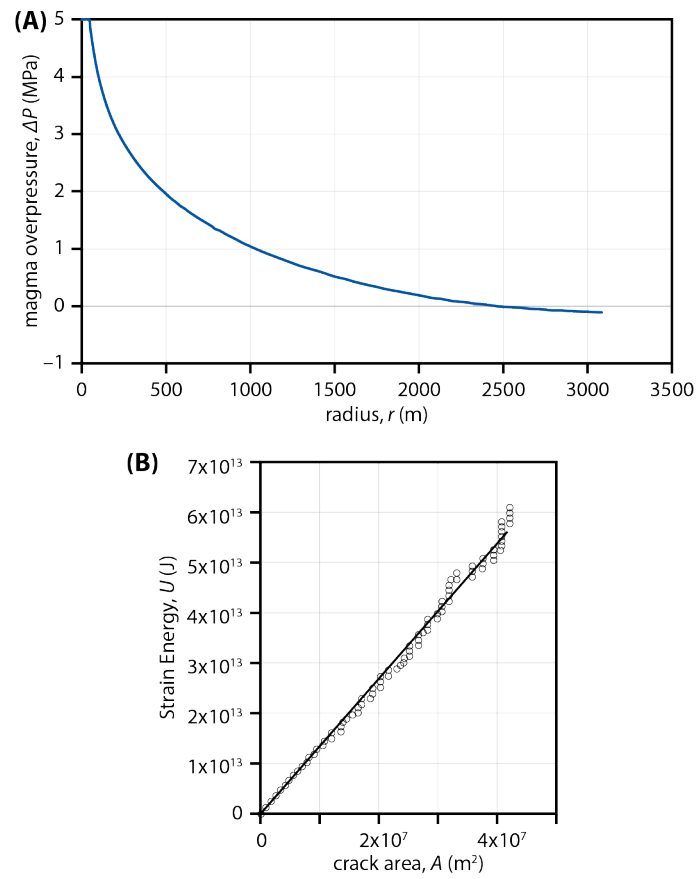 (A)
5
4
3
2
1
0
−1
magma overpressure, ΔP (MPa)
0 500 1000 1500 2000 2500 3000 3500
radius, r (m)
(B)
7x10¹³
6x10¹³
5x10¹³
4x10¹³
3x10¹³
2x10¹³
1x10¹³
0
Strain Energy, U (J)
0 2x10⁷ 4x10⁷
crack area, A (m²)